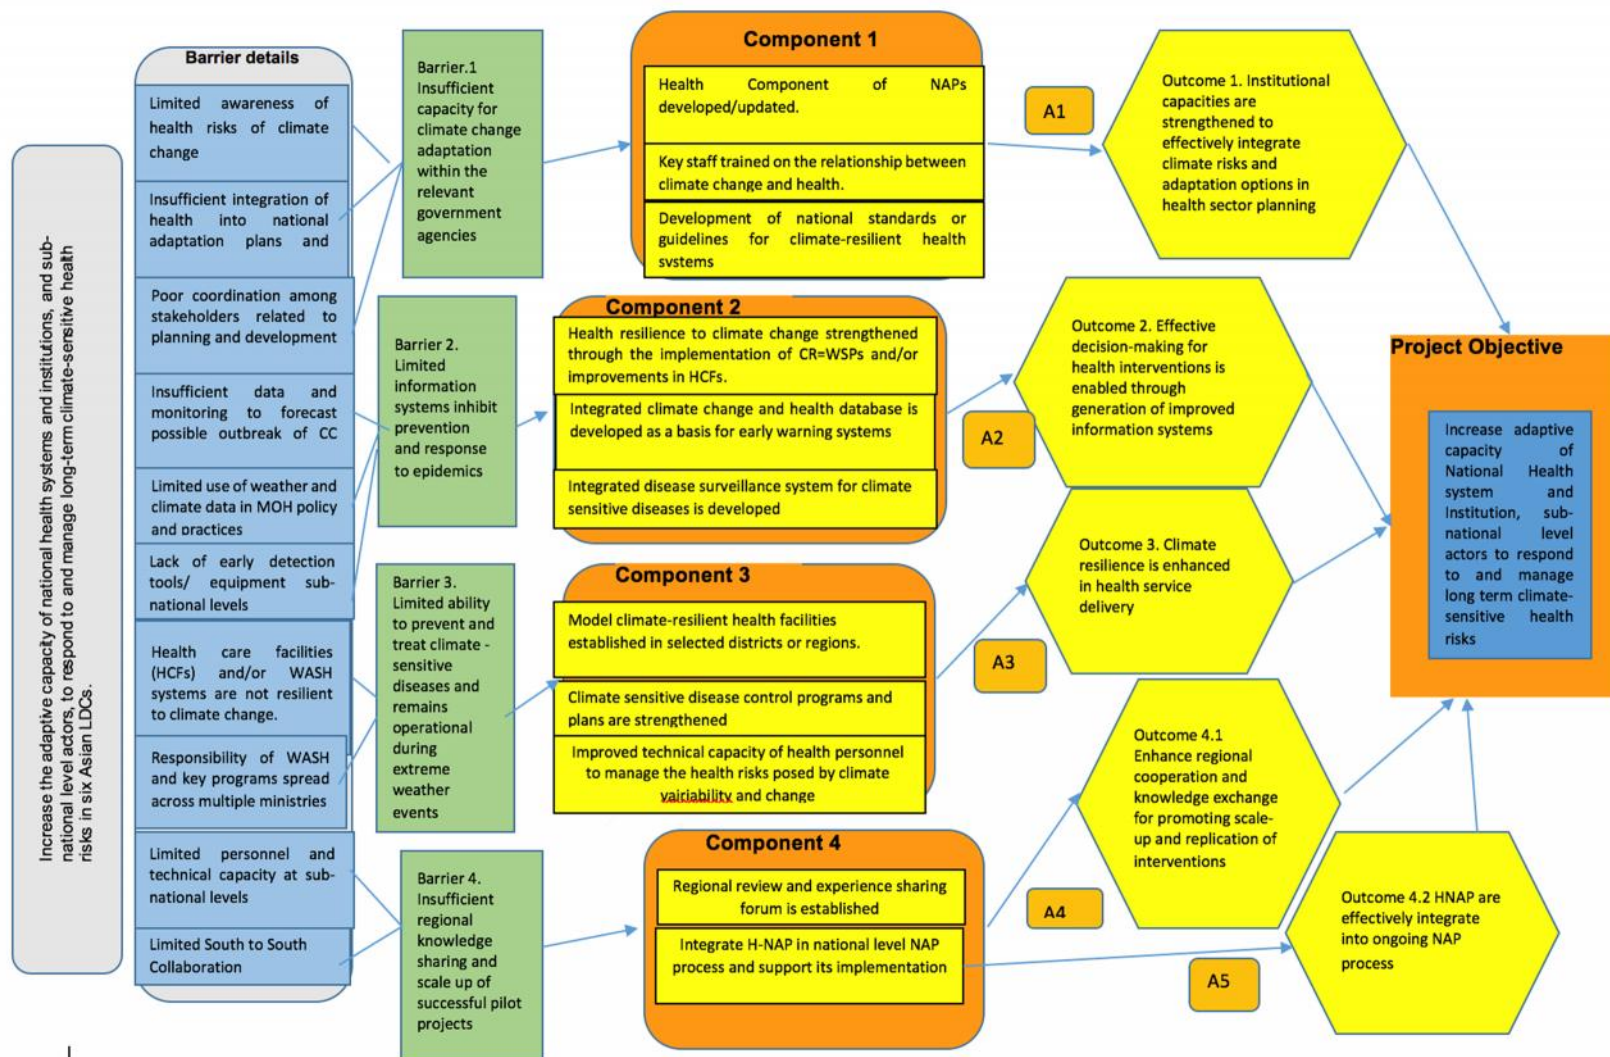 Increase the adaptive capacity of national health systems and institutions, and sub-
national level actors, to respond to and manage long-term climate-sensitive health
risks in six Asian LDCs.
Barrier details
Limited awareness of
health risks of climate
change
Insufficient integration of
health into national
adaptation plans and
Poor coordination among
stakeholders related to
planning and development
Insufficient data and
monitoring to forecast
possible outbreak of CC
Limited use of weather and
climate data in MOH policy
and practices
Lack of early detection
tools/ equipment sub-
national levels
Health care facilities
(HCFs) and/or WASH
systems are not resilient
to climate change.
Responsibility of WASH
and key programs spread
across multiple ministries
Limited personnel and
technical capacity at sub-
national levels
Limited South to South
Collaboration
Barrier.1
Insufficient
capacity for
climate change
adaptation
within the
relevant
government
agencies
Barrier 2.
Limited
information
systems inhibit
prevention
and response
to epidemics
Barrier 3.
Limited ability
to prevent and
treat climate -
sensitive
diseases and
remains
operational
during
extreme
weather
events
Barrier 4.
Insufficient
regional
knowledge
sharing and
scale up of
successful pilot
projects
Component 1
Health Component of NAPs
developed/updated.
Key staff trained on the relationship between
climate change and health.
Development of national standards or
guidelines for climate-resilient health
systems
Component 2
Health resilience to climate change strengthened
through the implementation of CR=WSPs and/or
improvements in HCFs.
Integrated climate change and health database is
developed as a basis for early warning systems
Integrated disease surveillance system for climate
sensitive diseases is developed
Component 3
Model climate-resilient health facilities
established in selected districts or regions.
Climate sensitive disease control programs and
plans are strengthened
Improved technical capacity of health personnel
to manage the health risks posed by climate
vairiability and change
Component 4
Regional review and experience sharing
forum is established
Integrate H-NAP in national level NAP
process and support its implementation
A1
A2
A3
A4
A5
Outcome 1. Institutional
capacities are
strengthened to
effectively integrate
climate risks and
adaptation options in
health sector planning
Outcome 2. Effective
decision-making for
health interventions is
enabled through
generation of improved
information systems
Outcome 3. Climate
resilience is enhanced
in health service
delivery
Outcome 4.1
Enhance regional
cooperation and
knowledge exchange
for promoting scale-
up and replication of
interventions
Outcome 4.2 HNAP are
effectively integrate
into ongoing NAP
process
Project Objective
Increase adaptive
capacity of
National Health
system and
Institution, sub-
national level
actors to respond
to and manage
long term climate-
sensitive health
risks